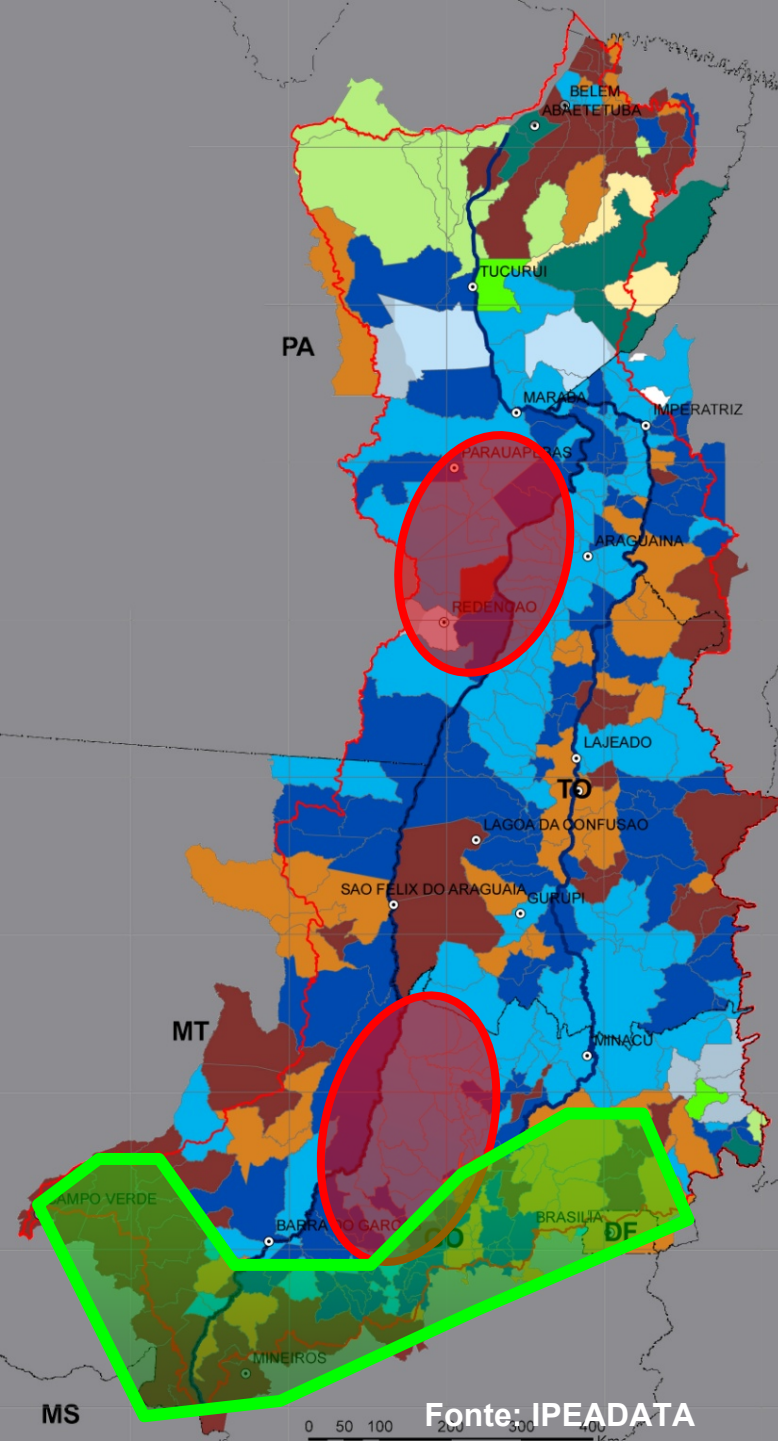 BELEM
ABAETETUBA
TUCURUI
PA
MARABA
IMPERATRIZ
PARAUAPEBAS
ARAGUAINA
REDENCAO
LAJEADO
TO
LAGOA DA CONFUSAO
SAO FELIX DO ARAGUAIA
GURUPI
MT
MINACU
CAMPO VERDE
BARRA DO GARC
GO
BRASILIA
DF
MINEIROS
MS
Fonte: IPEADATA
0 50 100 200 300 400
Km